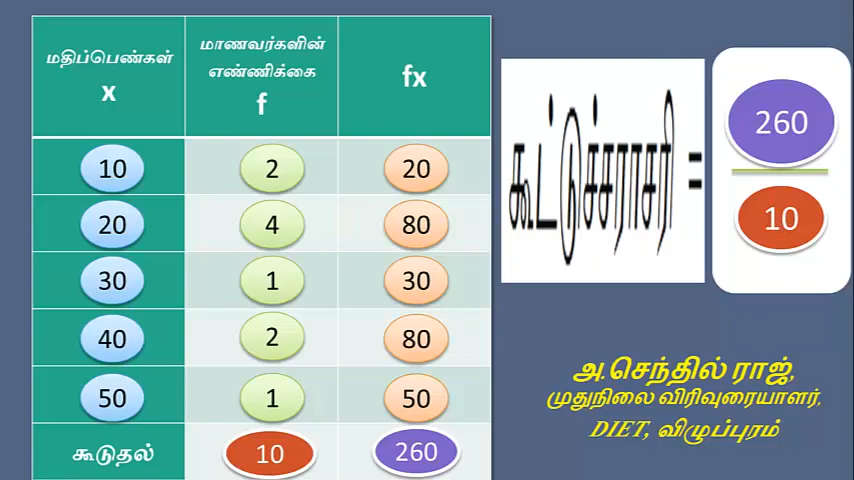 மதிப்பெண்கள்
x
மாணவர்களின்
எண்ணிக்கை
f
fx
10 2 20
20 4 80
30 1 30
40 2 80
50 1 50
கூடுதல் 10 260
கூட்டுச்சராசரி =
260
10
அ.செந்தில் ராஜ்,
முதுநிலை விரிவுரையாளர்,
DIET, விழுப்புரம்